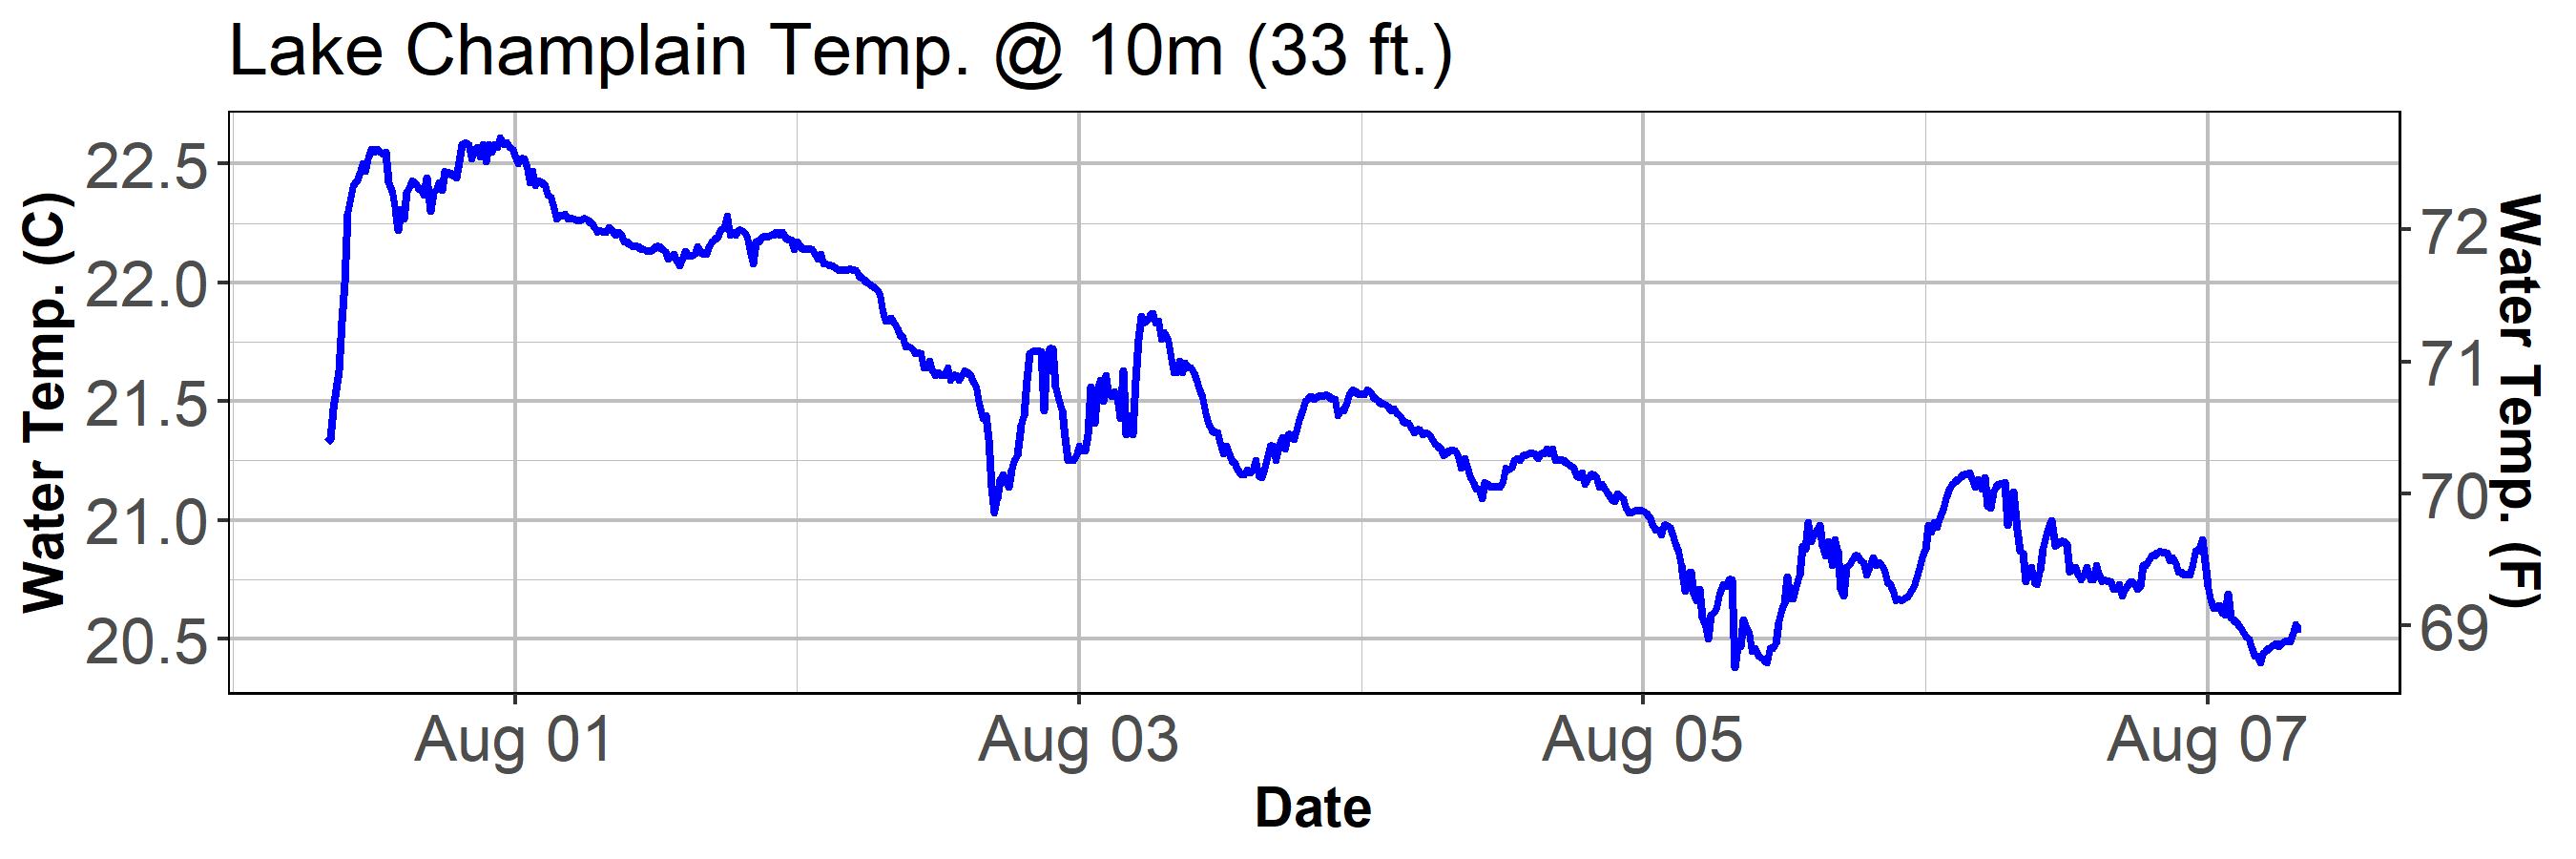 Lake Champlain Temp. @ 10m (33 ft.)
Water Temp. (C)
22.5
22.0
21.5
21.0
20.5
72
71
70
69
Water Temp. (F)
Aug 01 Aug 03 Aug 05 Aug 07
Date